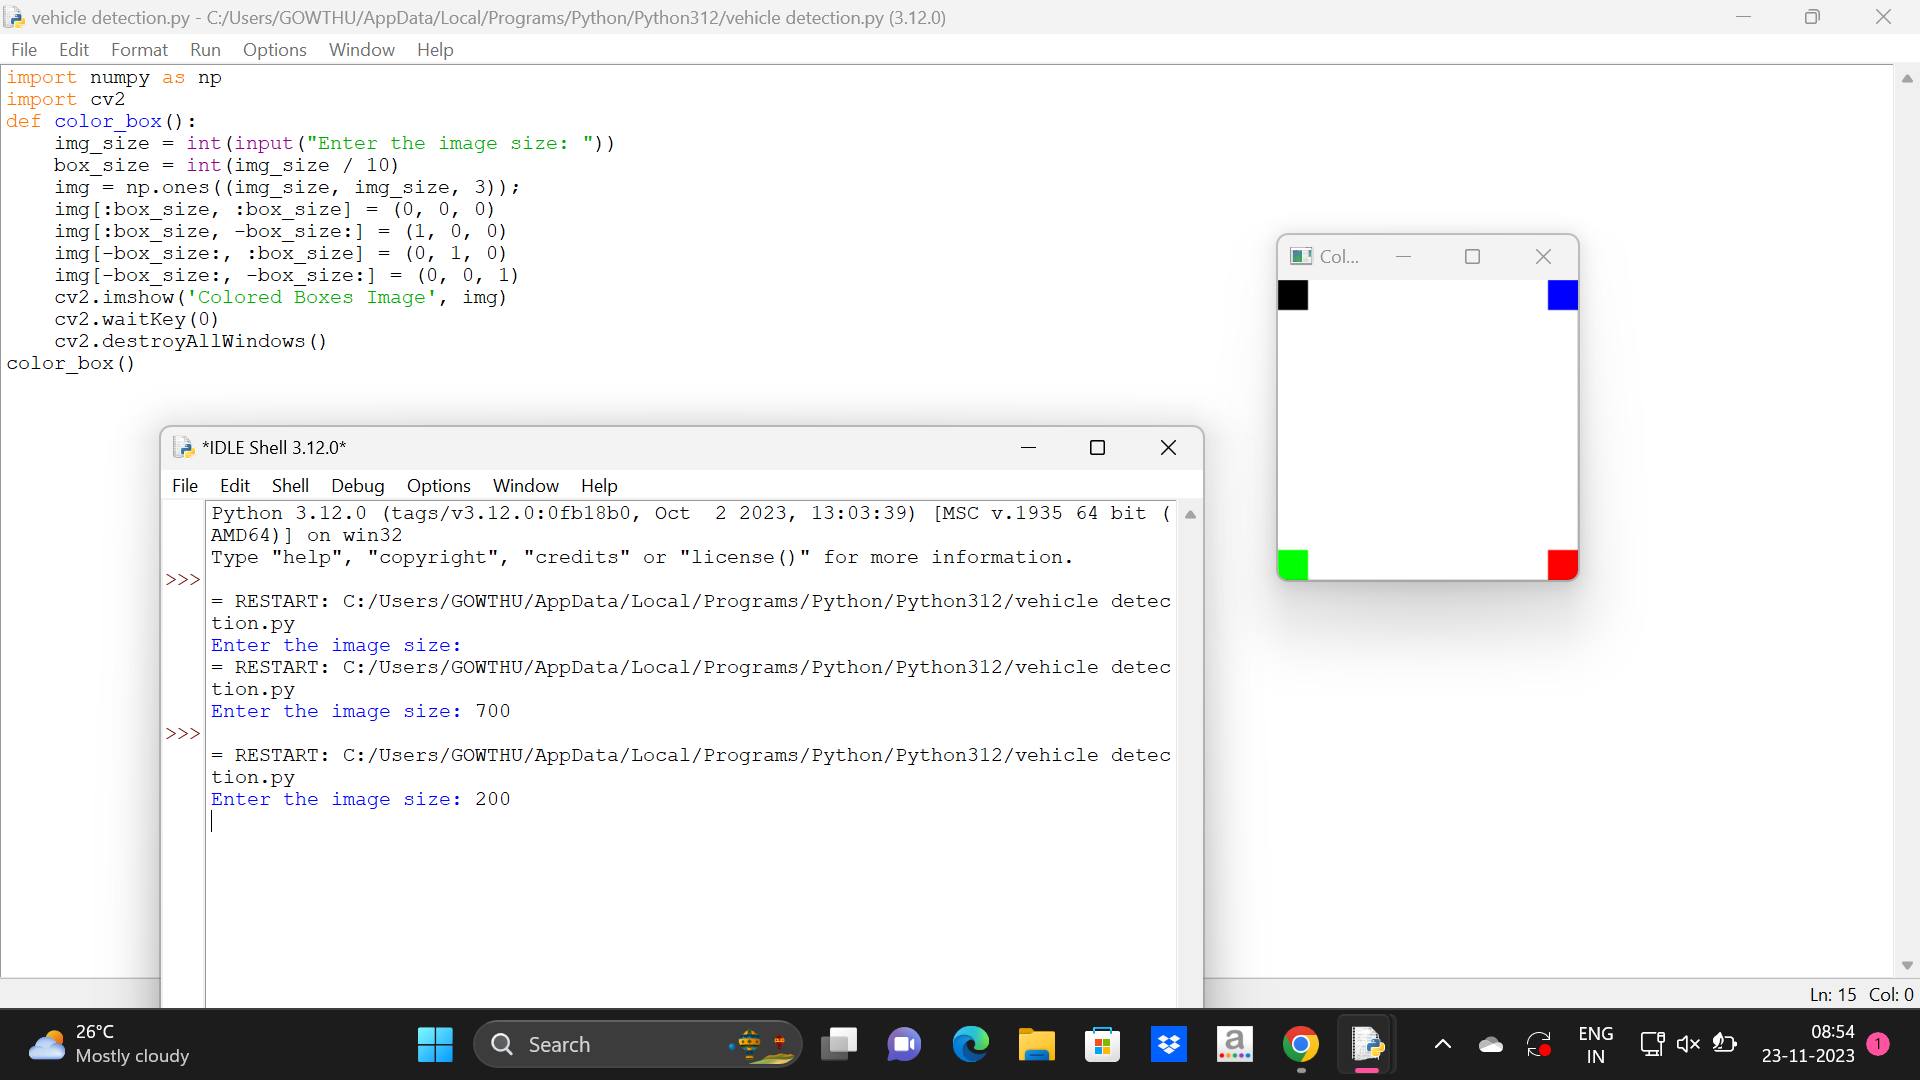 vehicle detection.py - C:/Users/GOWTHU/AppData/Local/Programs/Python/Python312/vehicle detection.py (3.12.0)
File Edit Format Run Options Window Help
import numpy as np
import cv2
def color_box():
    img_size = int(input("Enter the image size: "))
    box_size = int(img_size / 10)
    img = np.ones((img_size, img_size, 3));
    img[:box_size, :box_size] = (0, 0, 0)
    img[:box_size, -box_size:] = (1, 0, 0)
    img[-box_size:, :box_size] = (0, 1, 0)
    img[-box_size:, -box_size:] = (0, 0, 1)
    cv2.imshow('Colored Boxes Image', img)
    cv2.waitKey(0)
    cv2.destroyAllWindows()
color_box()
Col...
*IDLE Shell 3.12.0*
File Edit Shell Debug Options Window Help
Python 3.12.0 (tags/v3.12.0:0fb18b0, Oct  2 2023, 13:03:39) [MSC v.1935 64 bit (
AMD64)] on win32
Type "help", "copyright", "credits" or "license()" for more information.
>>>
= RESTART: C:/Users/GOWTHU/AppData/Local/Programs/Python/Python312/vehicle detec
tion.py
Enter the image size:
= RESTART: C:/Users/GOWTHU/AppData/Local/Programs/Python/Python312/vehicle detec
tion.py
Enter the image size: 700
>>>
= RESTART: C:/Users/GOWTHU/AppData/Local/Programs/Python/Python312/vehicle detec
tion.py
Enter the image size: 200
Ln: 15 Col: 0
26°C
Mostly cloudy
Search
a
ENG
IN
08:54
23-11-2023
1